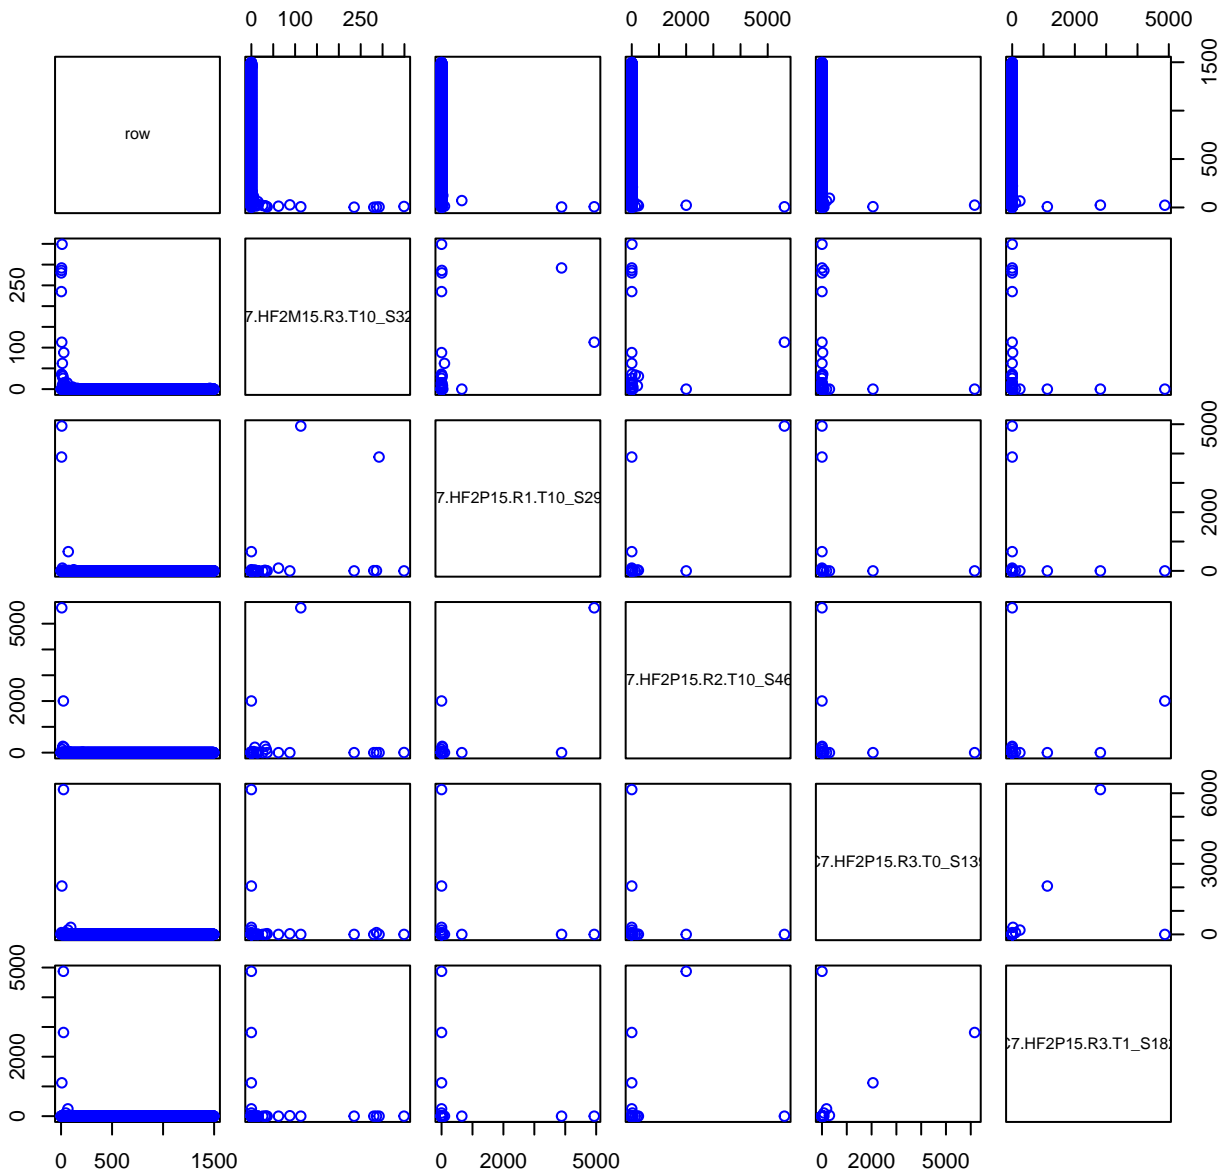 0 100 250 0 2000 5000 0 2000 5000
row
0 500 1500
7.HF2M15.R3.T10_S32
0 100 250
7.HF2P15.R1.T10_S29
0 2000 5000
7.HF2P15.R2.T10_S46
0 2000 5000
C7.HF2P15.R3.T0_S139
0 3000 6000
C7.HF2P15.R3.T1_S182
0 2000 5000
0 500 1500 0 2000 5000 0 2000 5000